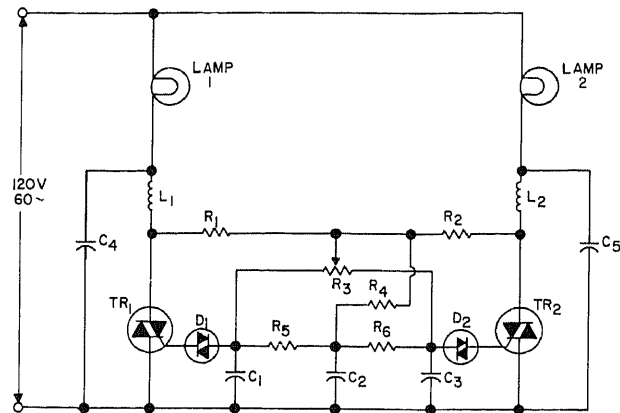 LAMP
1
LAMP
2
120V
60~
L1
L2
R1
R2
C4
C5
R3
R4
TR1
D1
D2
TR2
R5
R6
C1
C2
C3